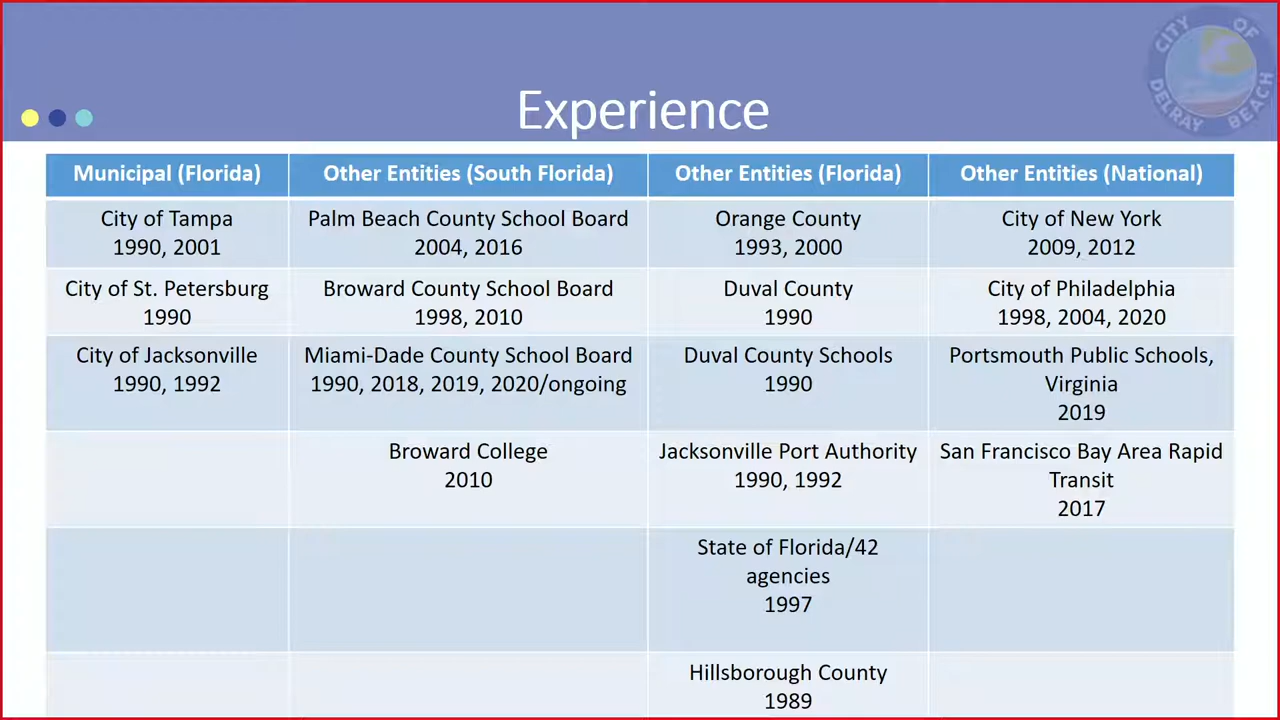 CITY OF
DELRAY BEACH
Experience
Municipal (Florida)
Other Entities (South Florida)
Other Entities (Florida)
Other Entities (National)
City of Tampa
1990, 2001
Palm Beach County School Board
2004, 2016
Orange County
1993, 2000
City of New York
2009, 2012
City of St. Petersburg
1990
Broward County School Board
1998, 2010
Duval County
1990
City of Philadelphia
1998, 2004, 2020
City of Jacksonville
1990, 1992
Miami-Dade County School Board
1990, 2018, 2019, 2020/ongoing
Duval County Schools
1990
Portsmouth Public Schools,
Virginia
2019
Broward College
2010
Jacksonville Port Authority
1990, 1992
San Francisco Bay Area Rapid
Transit
2017
State of Florida/42
agencies
1997
Hillsborough County
1989